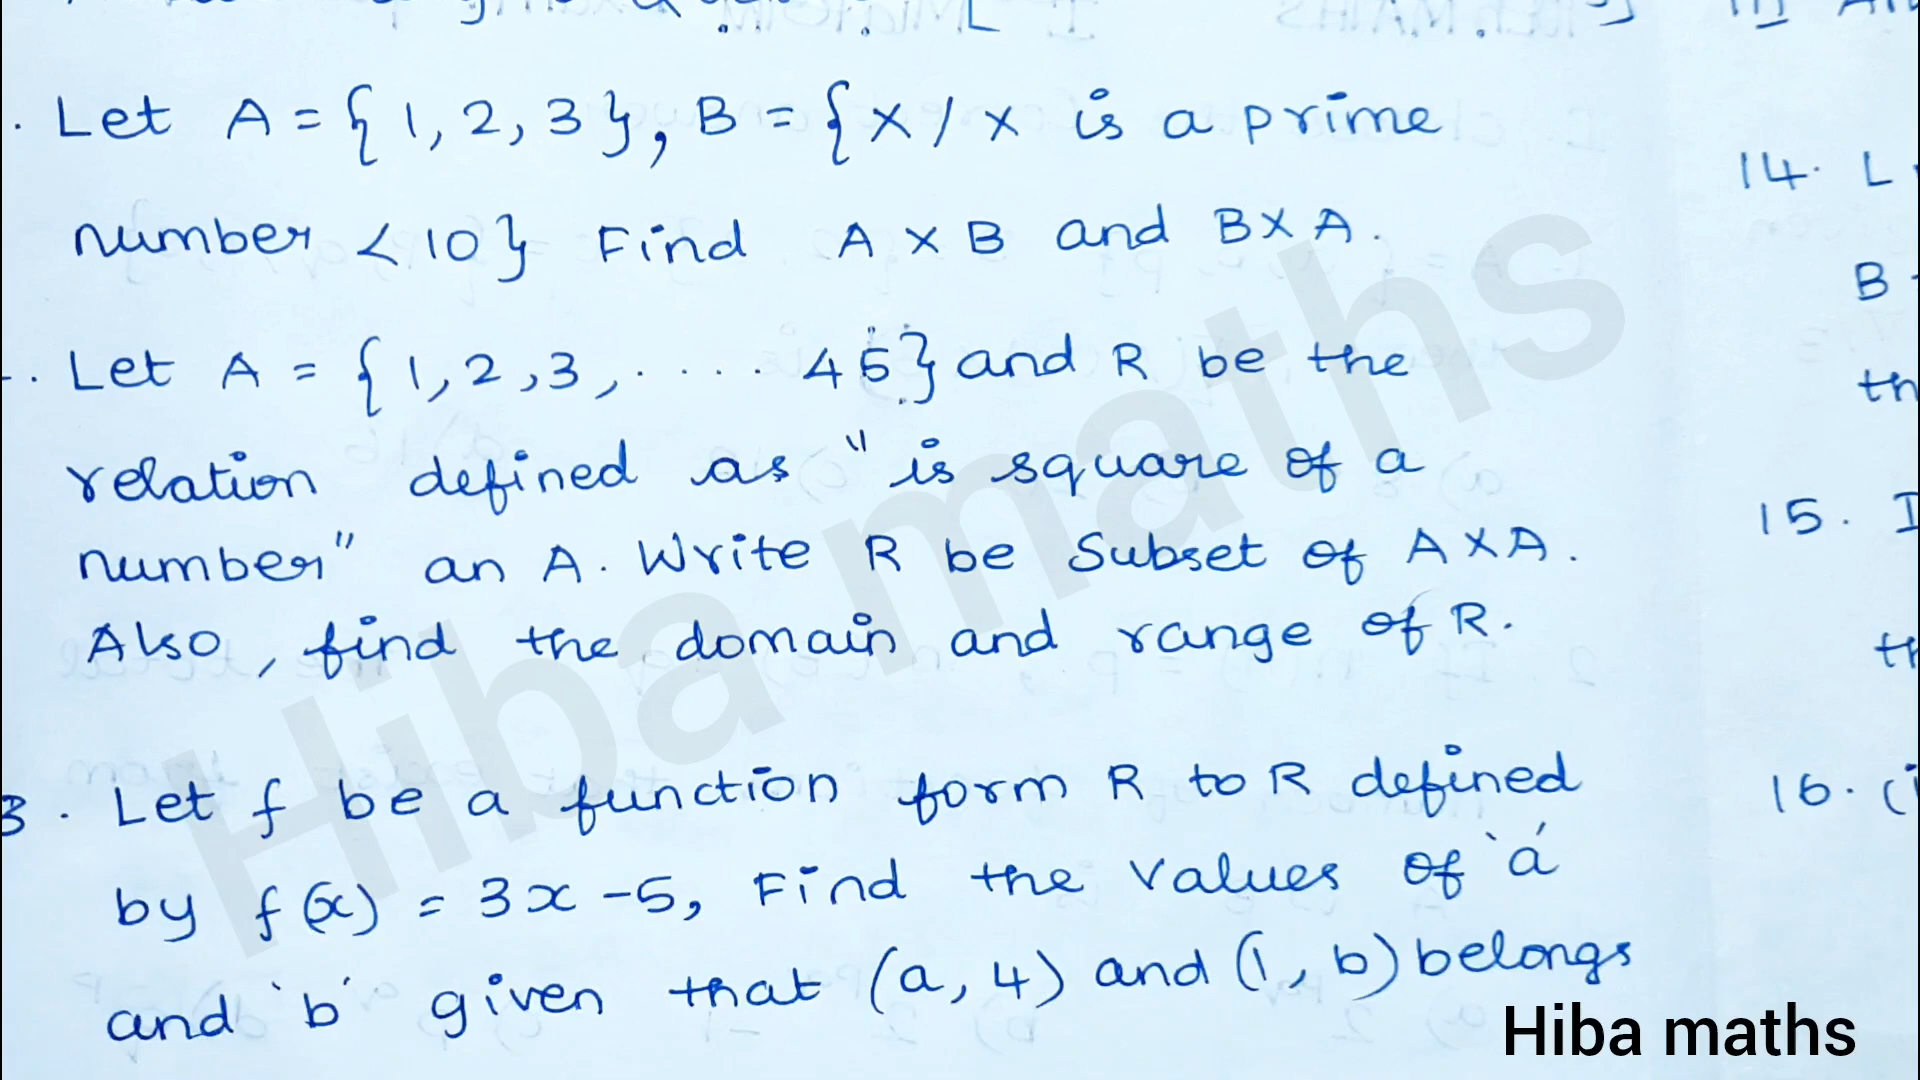 . Let A = { 1, 2, 3 }, B = { x / x is a prime
number < 10 } Find A × B and B × A.
. Let A = { 1, 2, 3, . . . . 45 } and R be the
relation defined as "is square of a
number" an A. Write R be Subset of A×A.
Also, find the domain and range of R.
3. Let f be a function form R to R defined
by f(x) = 3x - 5, Find the values of 'a'
and 'b' given that (a, 4) and (1, b) belongs
14. L
B
th
15. I
th
16. (i
Hiba maths
Hiba maths